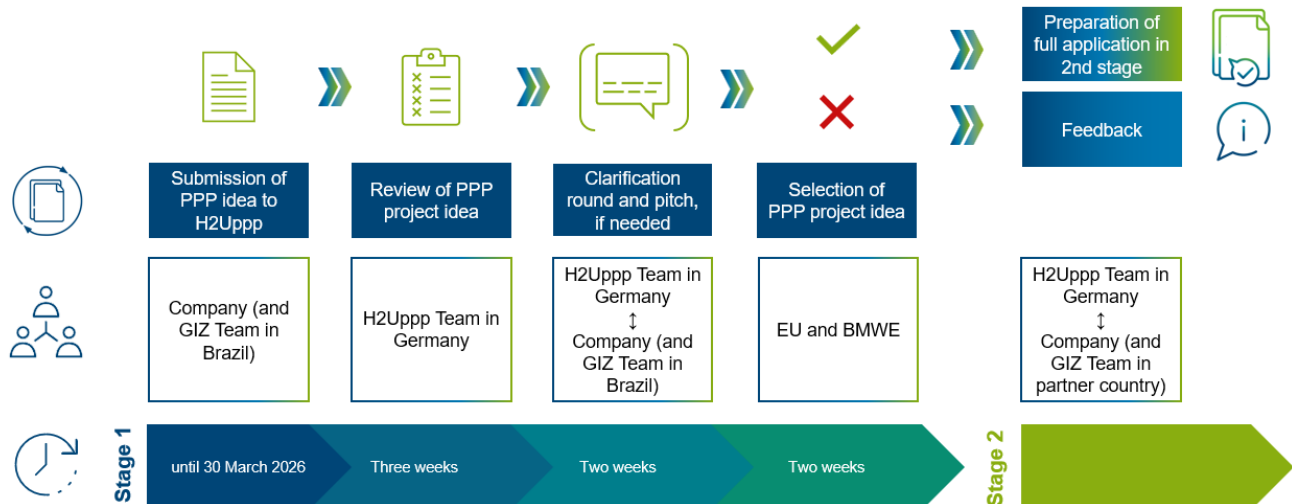 Preparation of
full application in
2nd stage
Feedback
Submission of
PPP idea to
H2Uppp
Review of PPP
project idea
Clarification
round and pitch,
if needed
Selection of
PPP project idea
Company (and
GIZ Team in
Brazil)
H2Uppp Team in
Germany
H2Uppp Team in
Germany
↕
Company (and
GIZ Team in
Brazil)
EU and BMWE
H2Uppp Team in
Germany
↕
Company (and
GIZ Team in
partner country)
Stage 1
until 30 March 2026
Three weeks
Two weeks
Two weeks
Stage 2